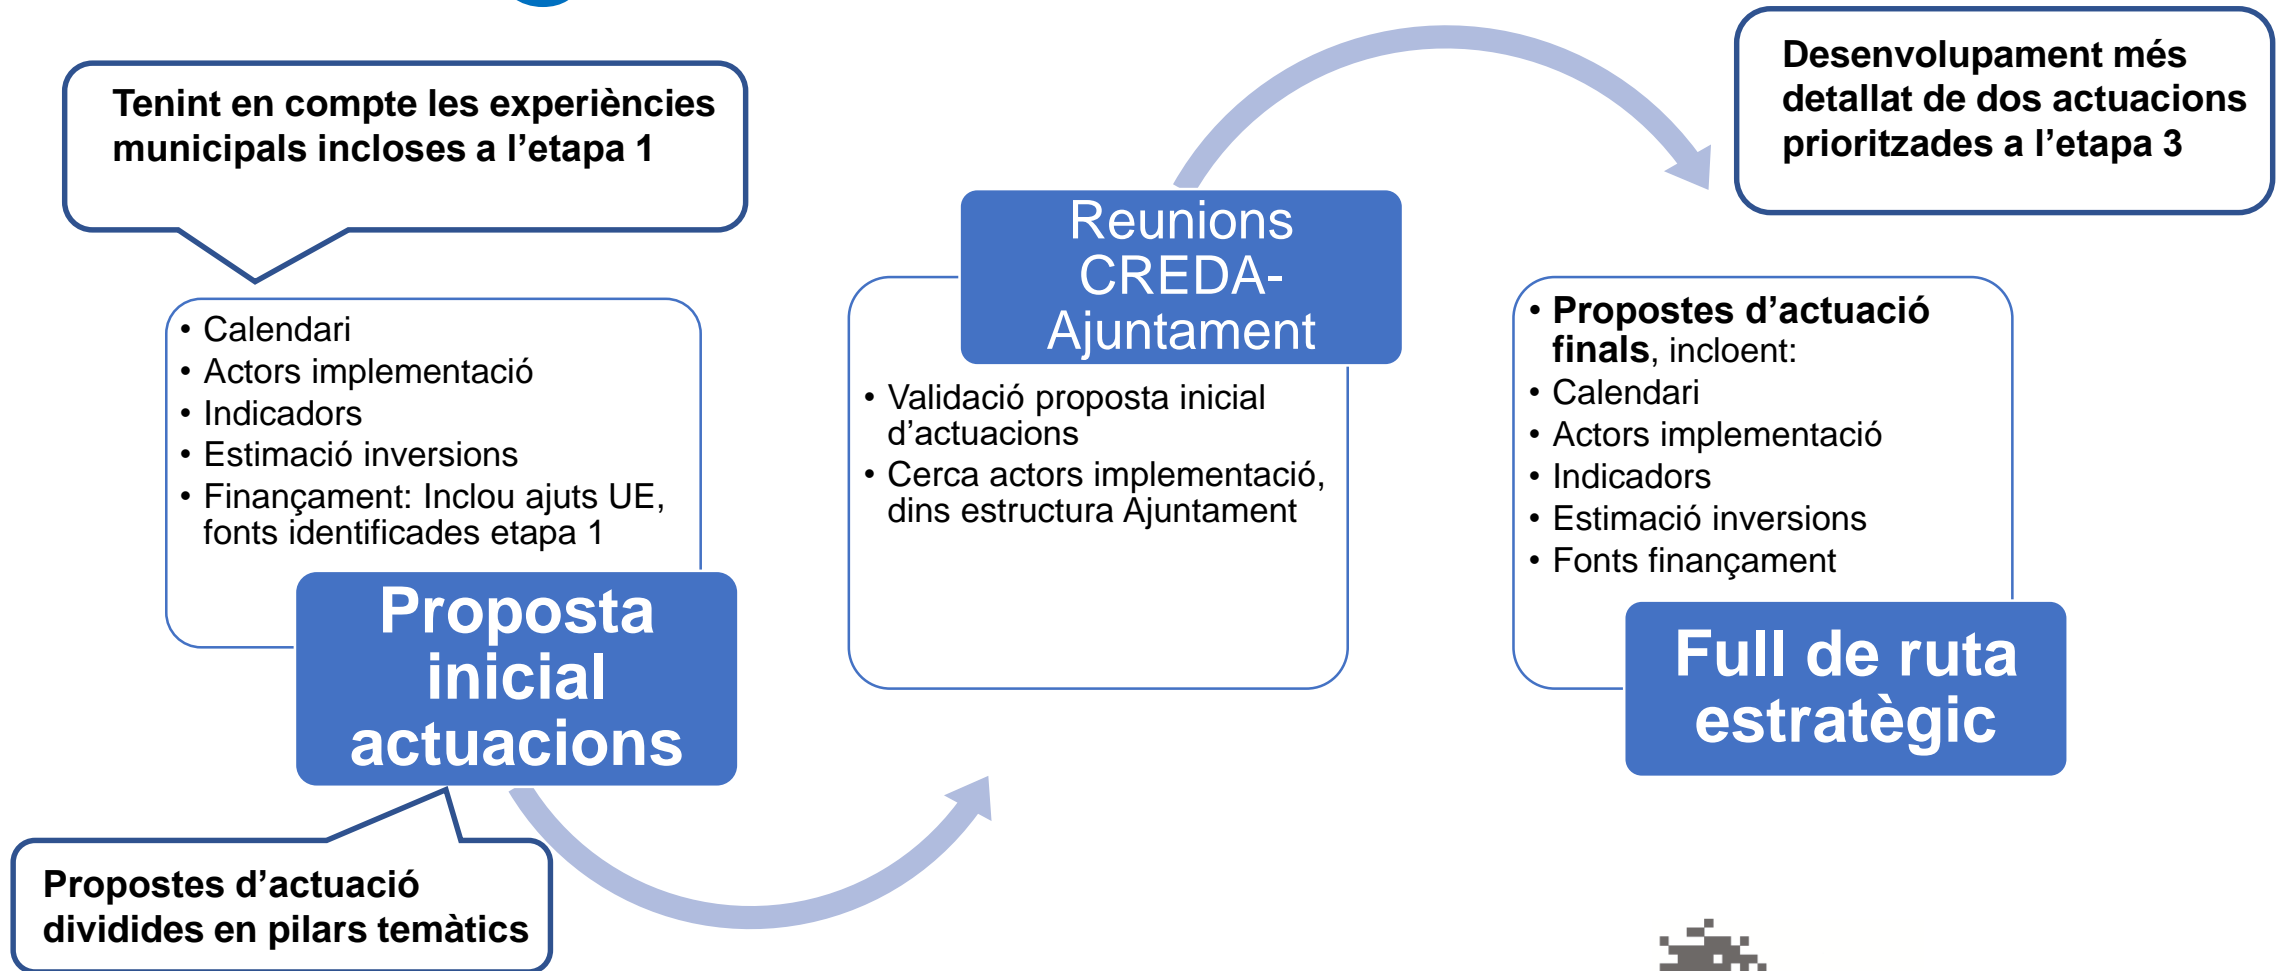 Tenint en compte les experiències
municipals incloses a l’etapa 1
• Calendari
• Actors implementació
• Indicadors
• Estimació inversions
• Finançament: Inclou ajuts UE,
fonts identificades etapa 1
Proposta
inicial
actuacions
Propostes d’actuació
dividides en pilars temàtics
Reunions
CREDA-
Ajuntament
• Validació proposta inicial
d’actuacions
• Cerca actors implementació,
dins estructura Ajuntament
Desenvolupament més
detallat de dos actuacions
prioritzades a l’etapa 3
• Propostes d’actuació
finals, incloent:
• Calendari
• Actors implementació
• Indicadors
• Estimació inversions
• Fonts finançament
Full de ruta
estratègic